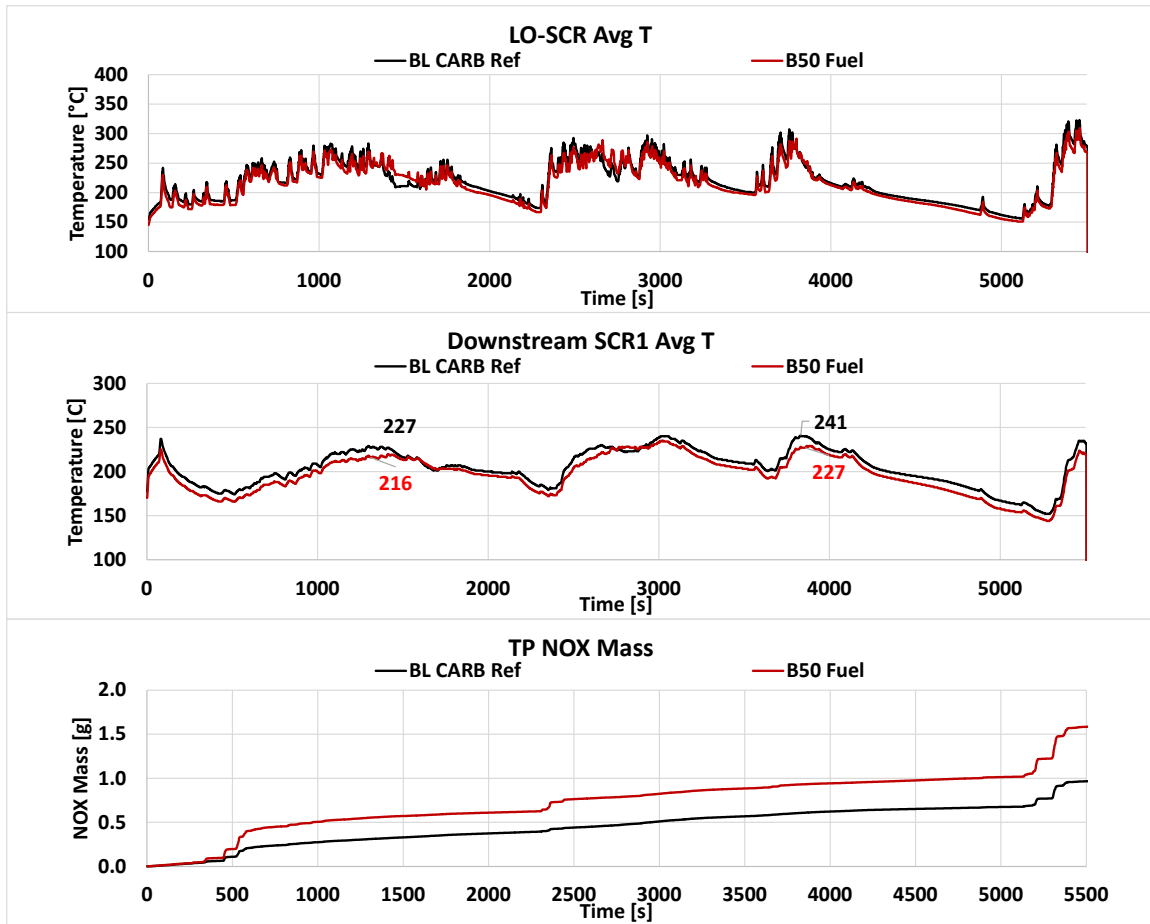 LO-SCR Avg T
BL CARB Ref B50 Fuel
Temperature [°C]
400
350
300
250
200
150
100
0 1000 2000 3000 4000 5000
Time [s]
Downstream SCR1 Avg T
BL CARB Ref B50 Fuel
Temperature [C]
300
250
200
150
100
227
241
216
227
0 1000 2000 3000 4000 5000
Time [s]
TP NOX Mass
BL CARB Ref B50 Fuel
NOX Mass [g]
2.0
1.5
1.0
0.5
0.0
0 500 1000 1500 2000 2500 3000 3500 4000 4500 5000 5500
Time [s]